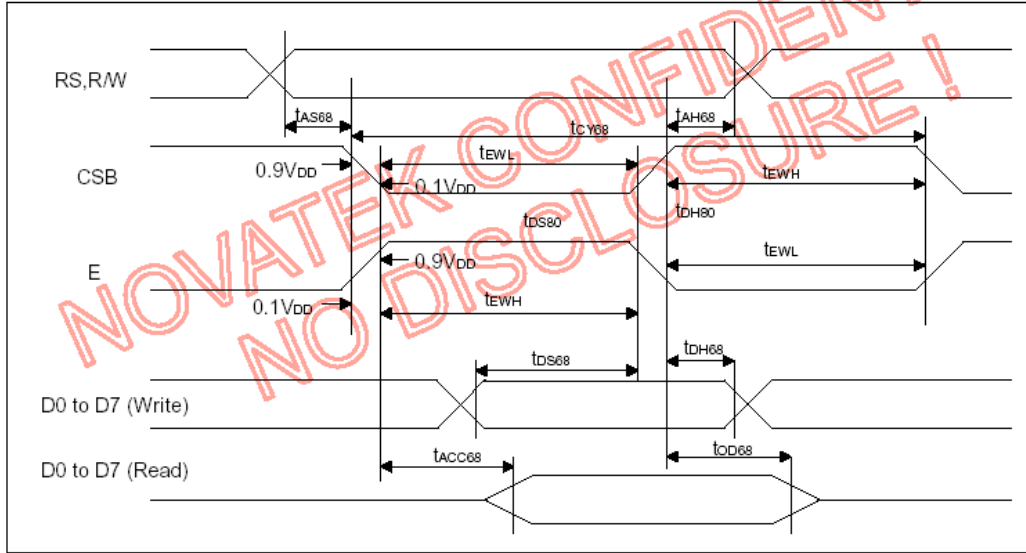 NOVATEK CONFIDENT
NO DISCLOSURE !
RS,R/W
tAS68
tAH68
tCY68
CSB
0.9VDD
tEWL
0.1VDD
tEWH
tDS80
tDH80
E
0.9VDD
tEWL
0.1VDD
tEWH
tDS68
tDH68
D0 to D7 (Write)
tACC68
tOD68
D0 to D7 (Read)